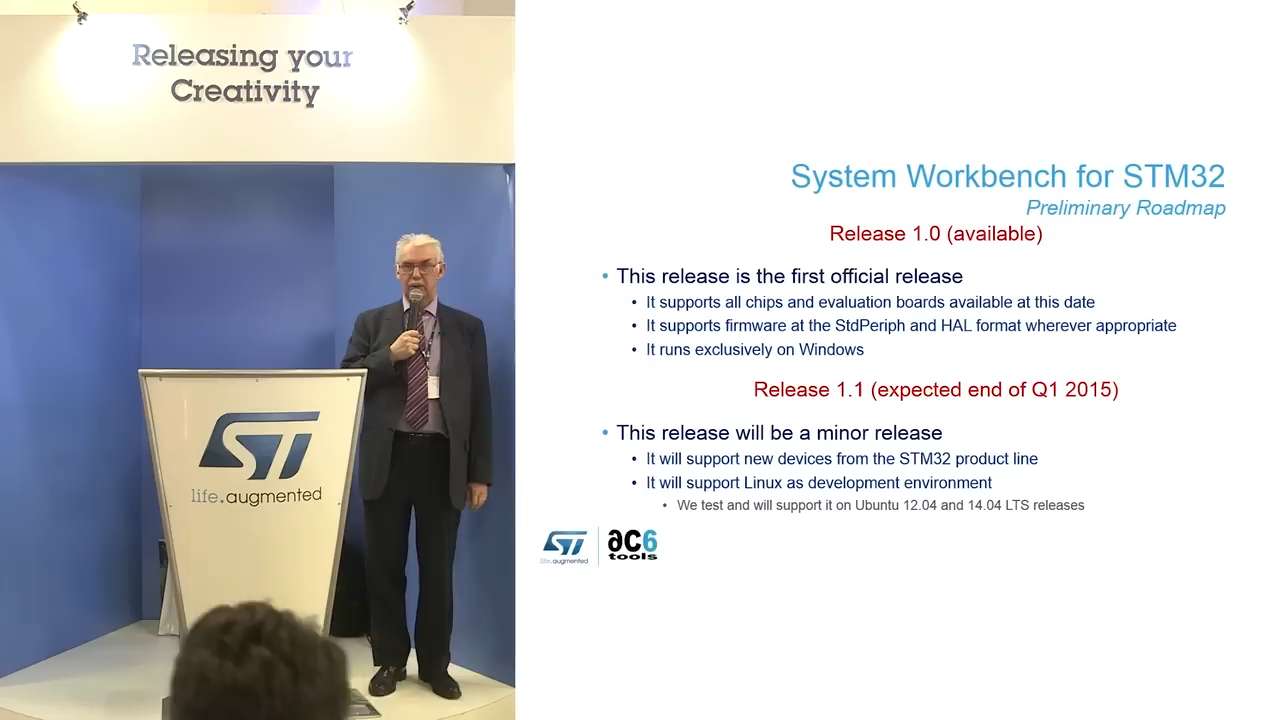 Releasing your
Creativity
ST
life.augmented
System Workbench for STM32
Preliminary Roadmap
Release 1.0 (available)
• This release is the first official release
• It supports all chips and evaluation boards available at this date
• It supports firmware at the StdPeriph and HAL format wherever appropriate
• It runs exclusively on Windows
Release 1.1 (expected end of Q1 2015)
• This release will be a minor release
• It will support new devices from the STM32 product line
• It will support Linux as development environment
• We test and will support it on Ubuntu 12.04 and 14.04 LTS releases
ST
life.augmented
ac6
tools